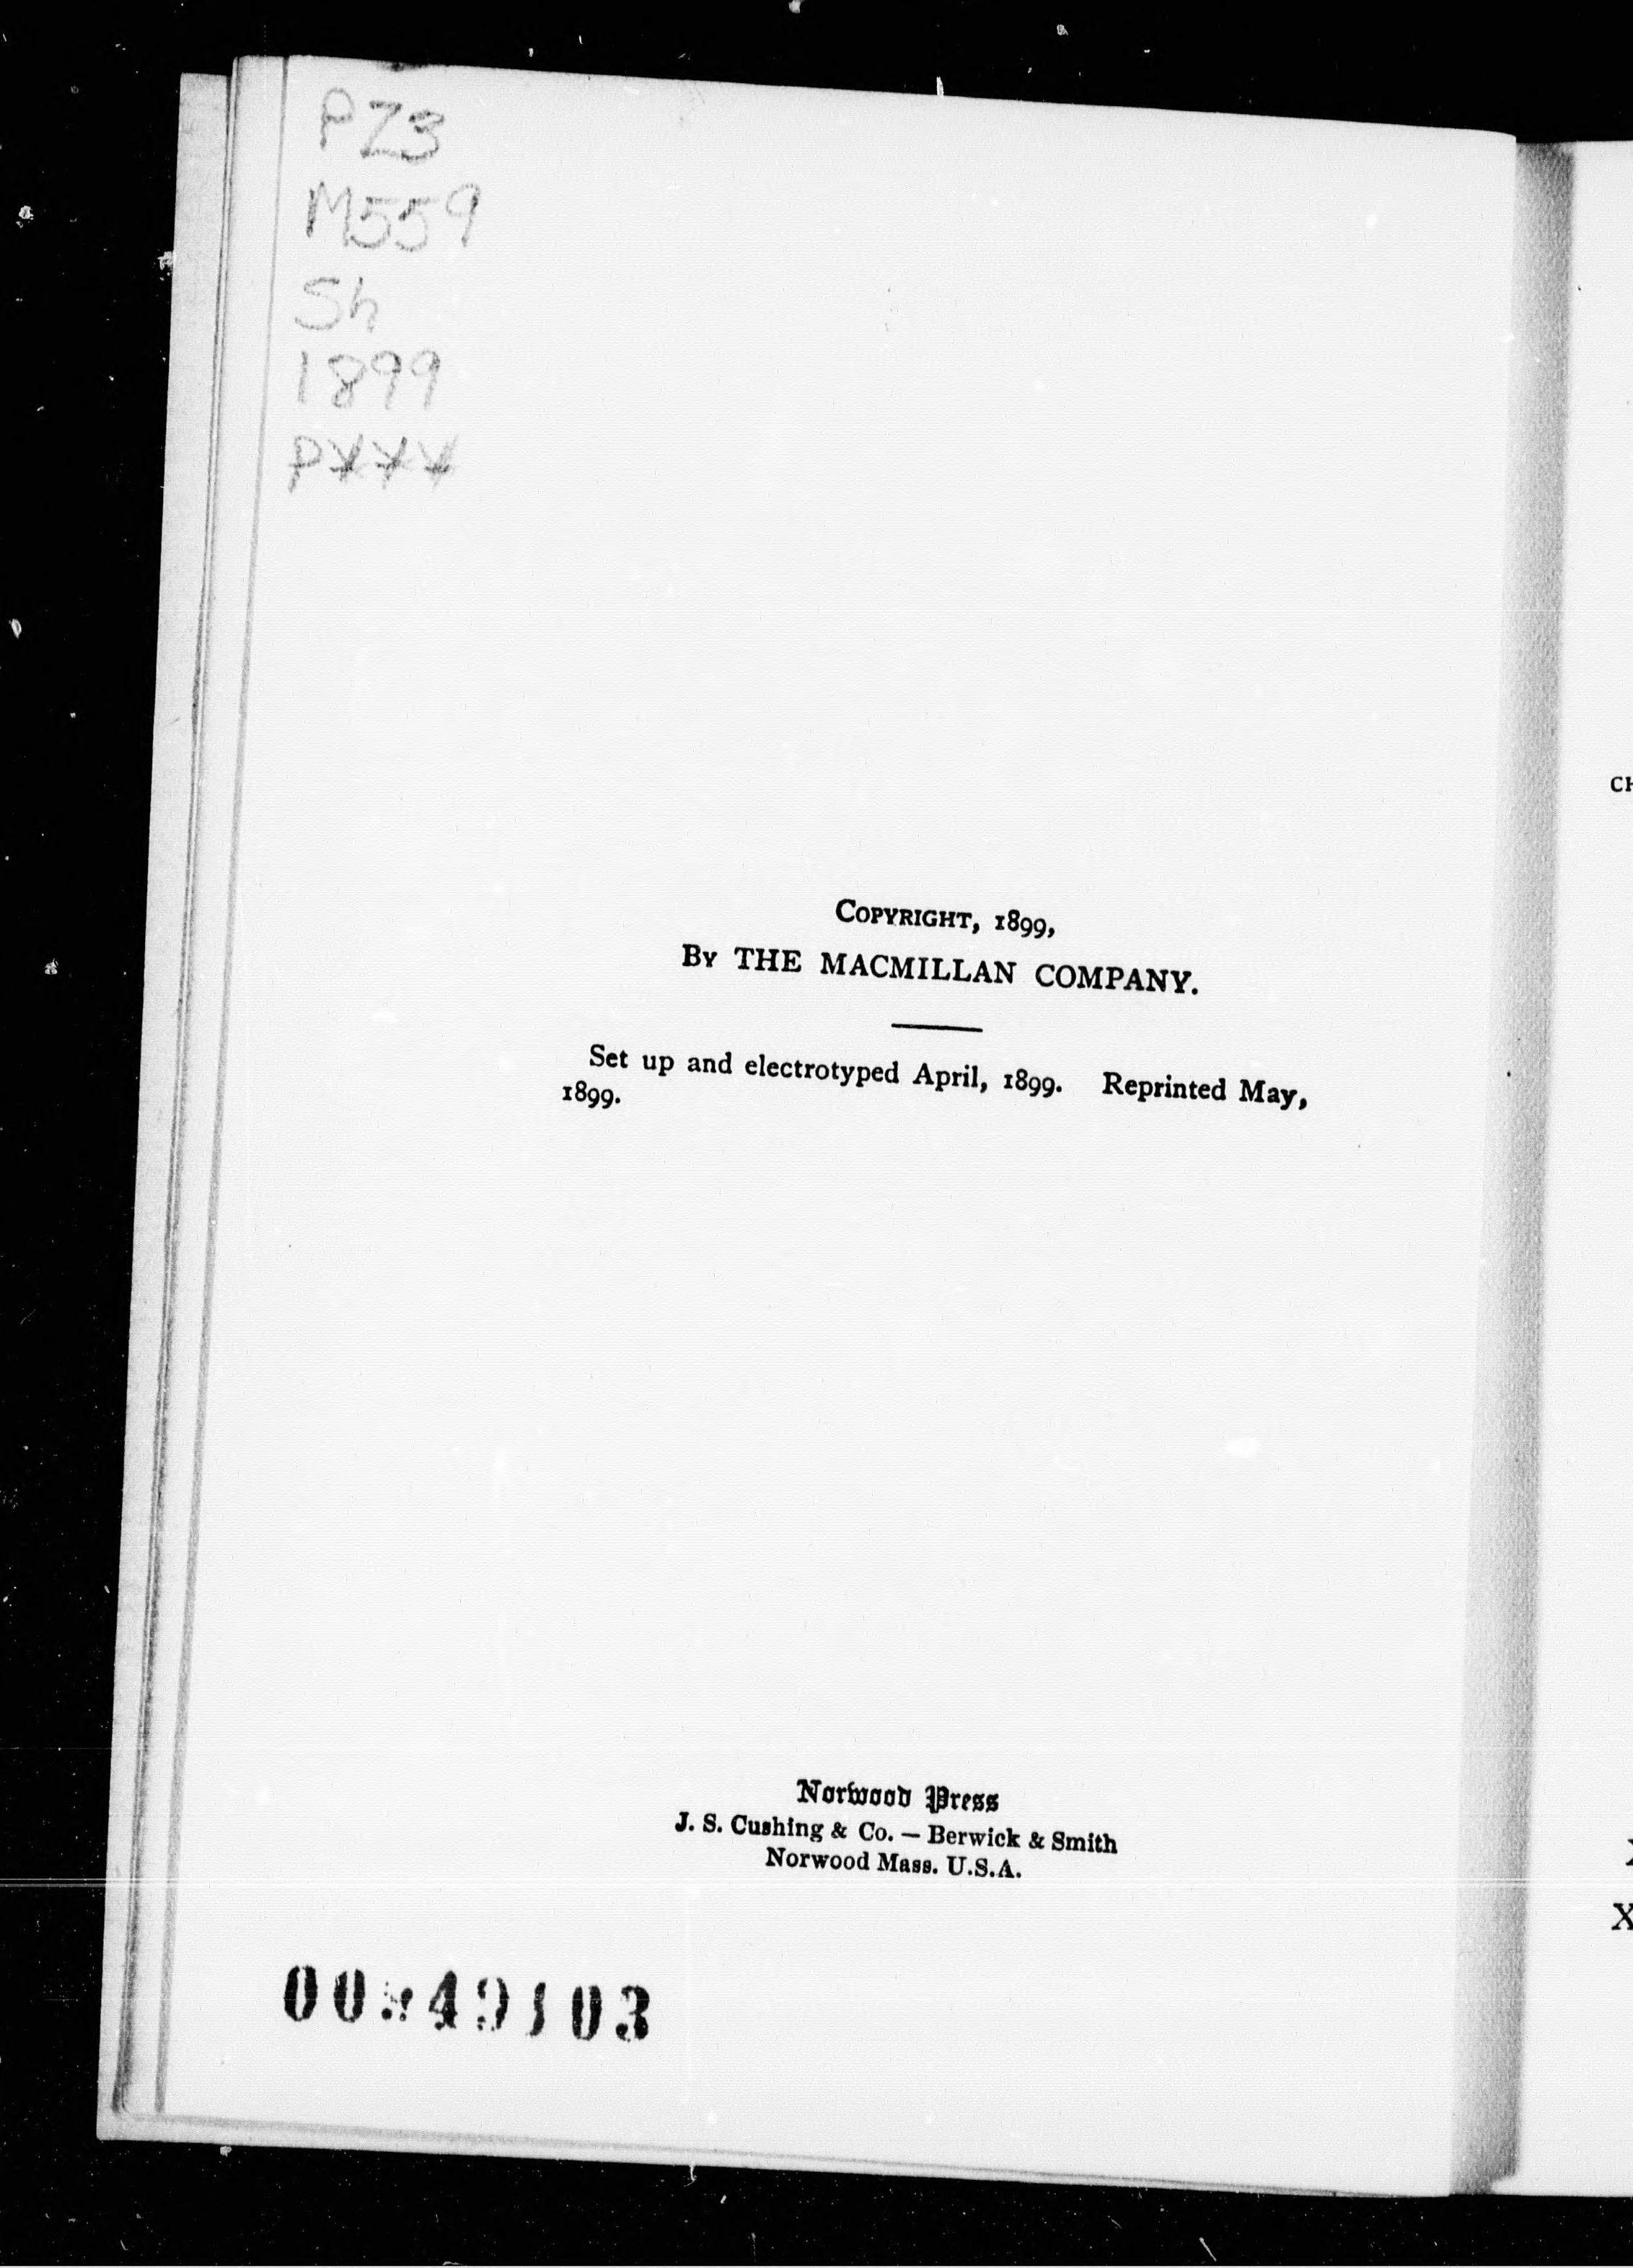 PZ3
M559
Sh
1899
P***
COPYRIGHT, 1899,
BY THE MACMILLAN COMPANY.
Set up and electrotyped April, 1899. Reprinted May,
1899.
Norwood Press
J. S. Cushing & Co. — Berwick & Smith
Norwood Mass. U.S.A.